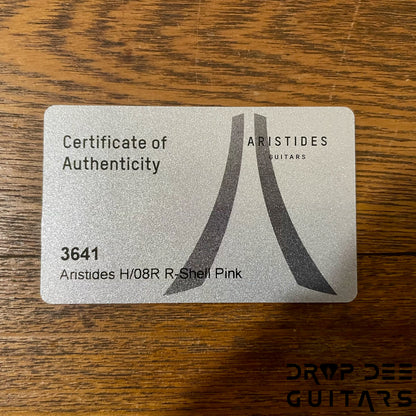 Certificate of
Authenticity
ARISTIDES
GUITARS
3641
Aristides H/08R R-Shell Pink
DROP DEE
GUITARS